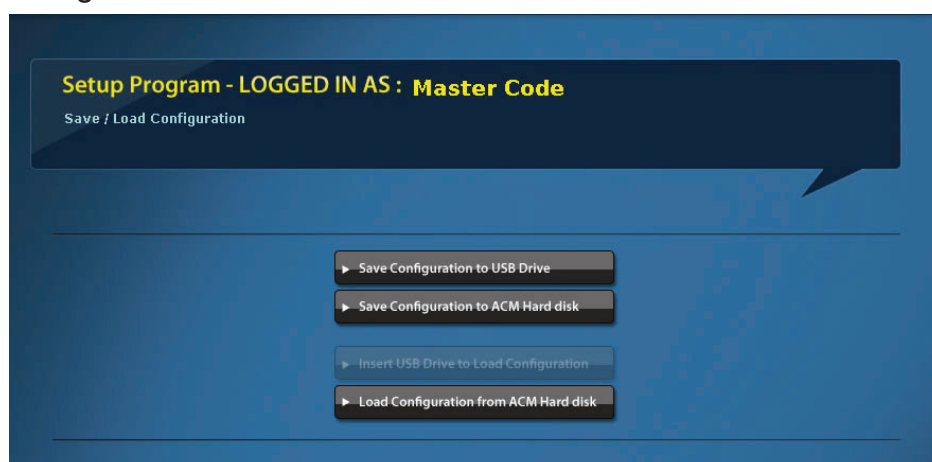 Setup Program - LOGGED IN AS : Master Code
Save / Load Configuration
Save Configuration to USB Drive
Save Configuration to ACM Hard disk
Insert USB Drive to Load Configuration
Load Configuration from ACM Hard disk